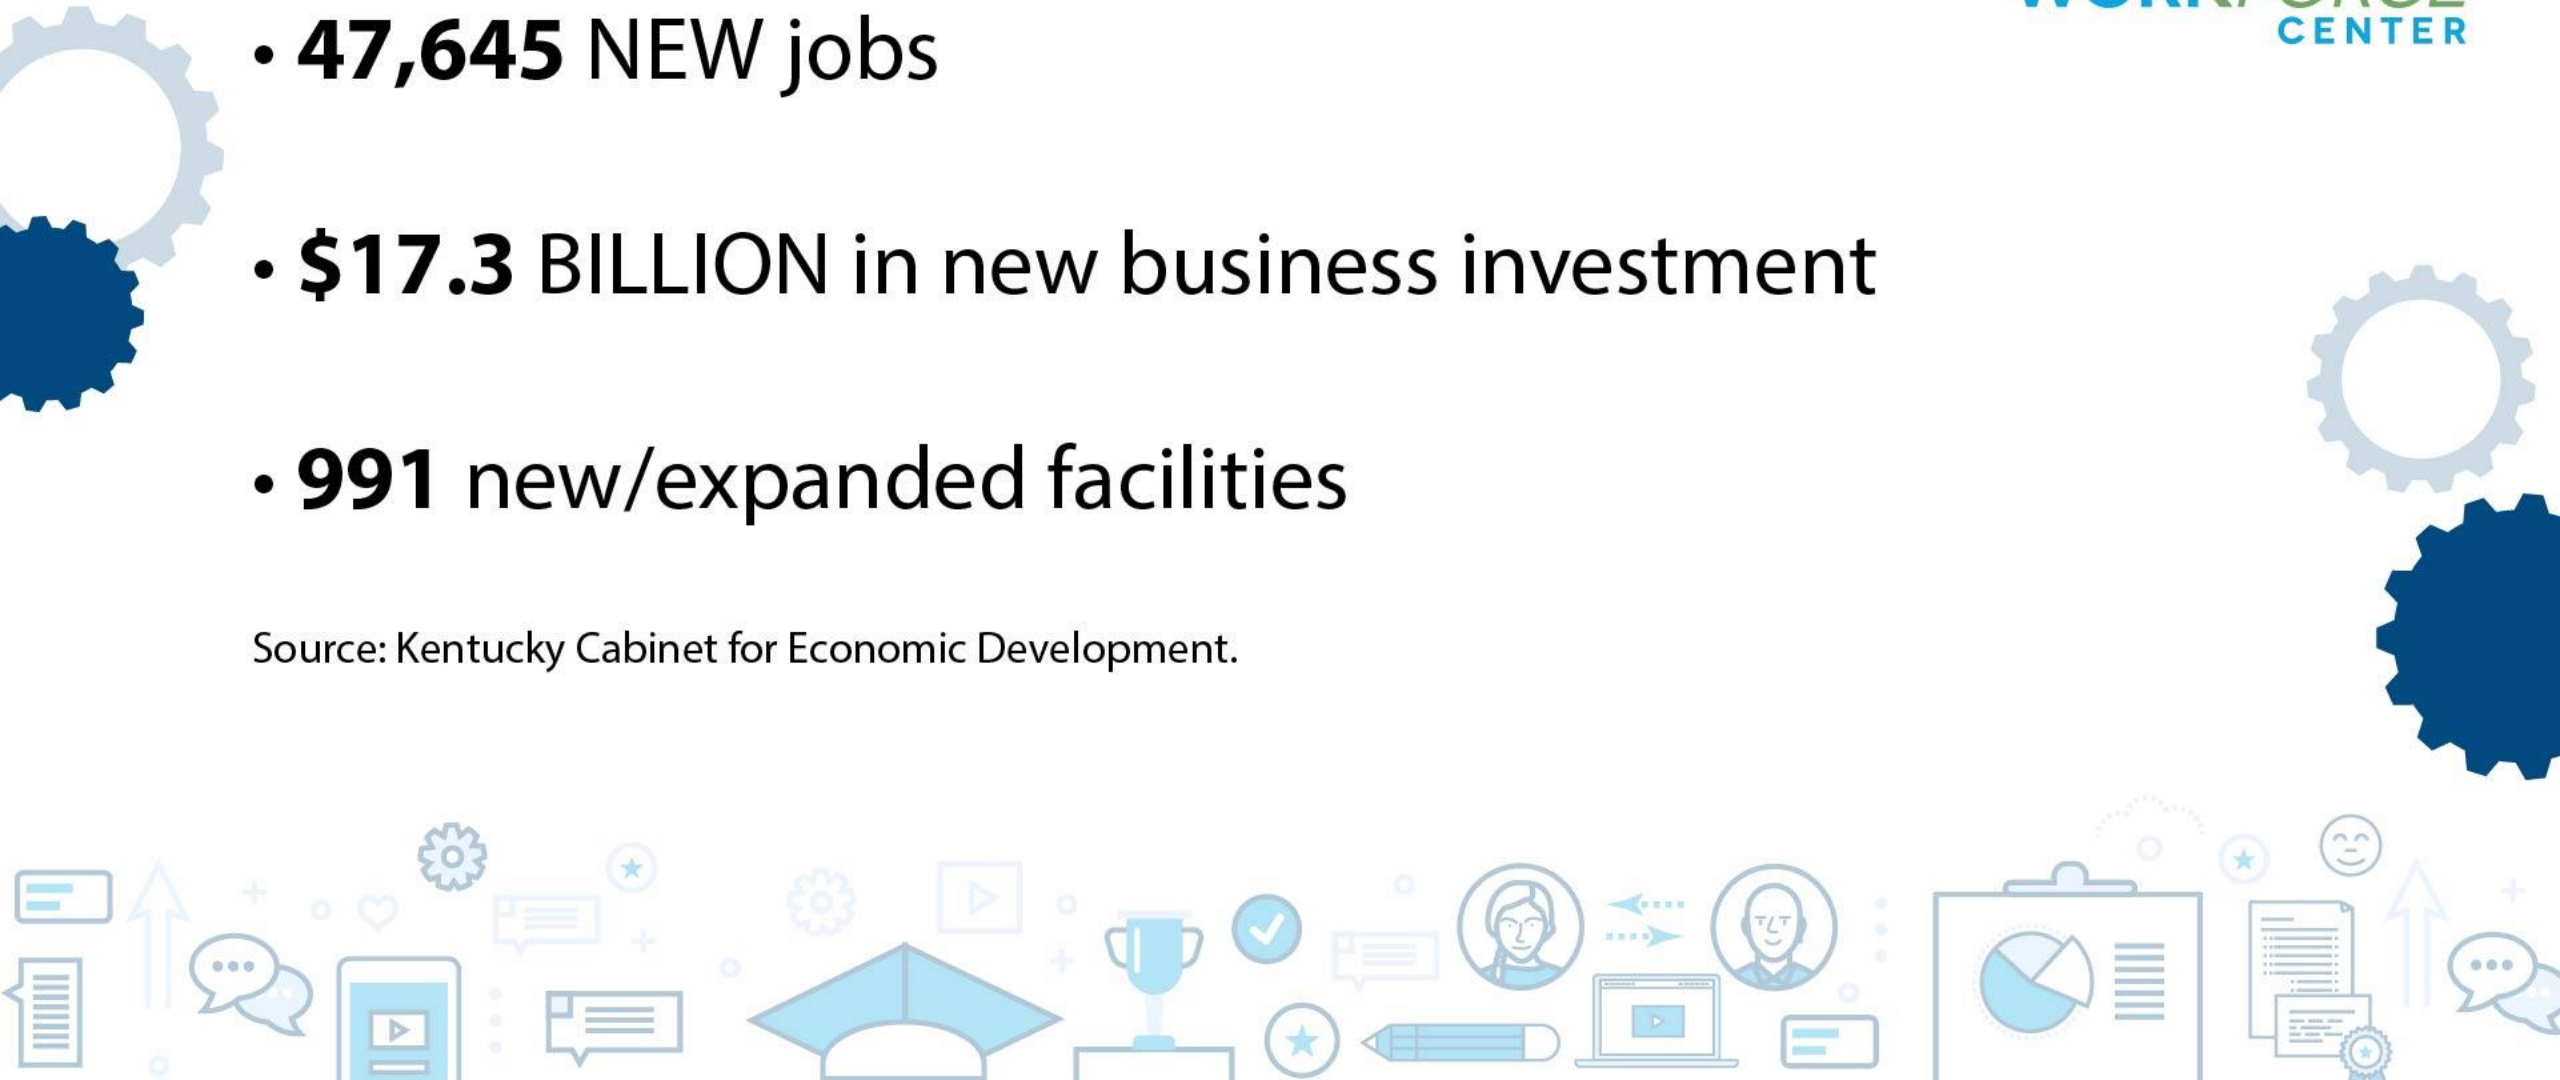 • 47,645 NEW jobs
WORKFORCE
CENTER
• $17.3 BILLION in new business investment
• 991 new/expanded facilities
Source: Kentucky Cabinet for Economic Development.